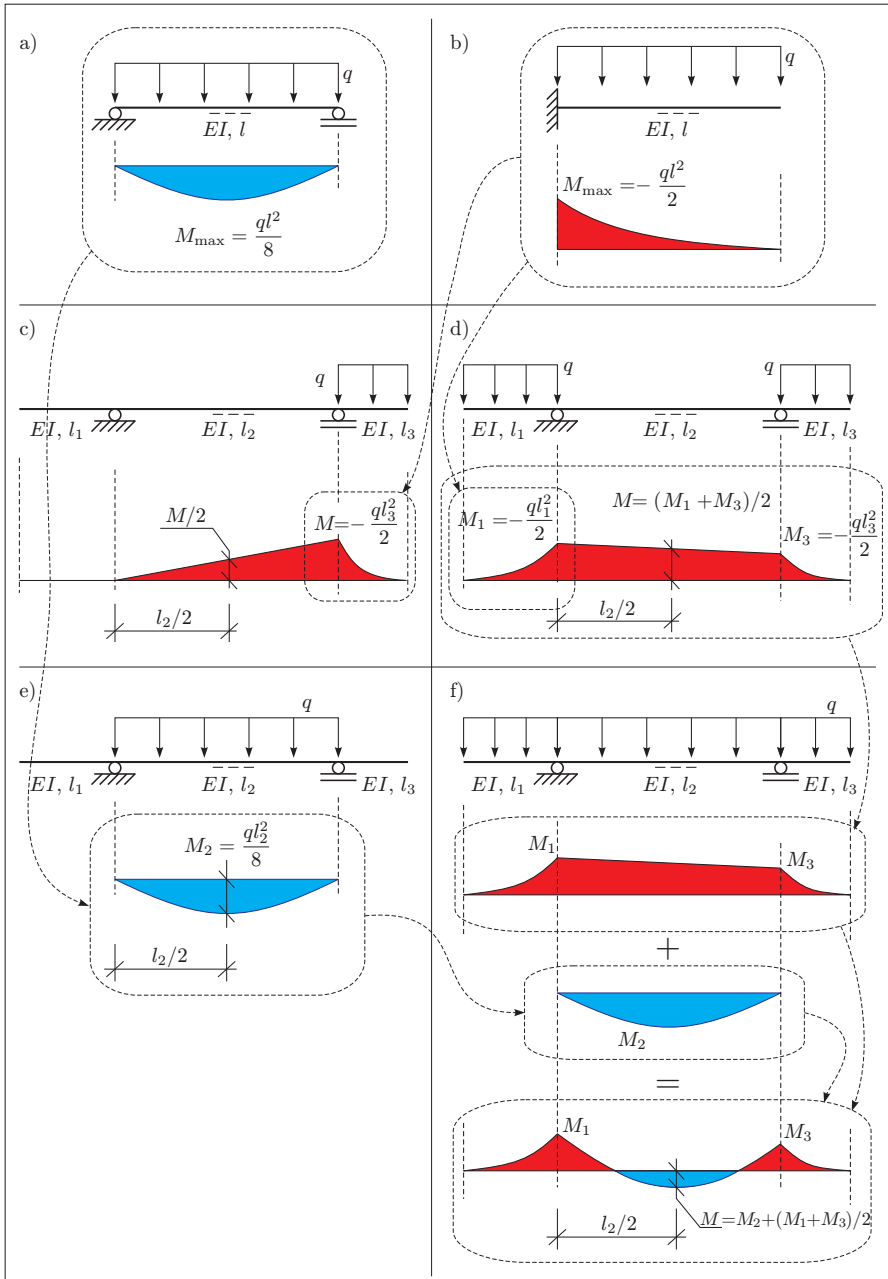 a)
q
EI, l
M_max = ql²/8
b)
q
EI, l
M_max = − ql²/2
c)
q
EI, l₁
EI, l₂
EI, l₃
M/2
M = − ql₃²/2
l₂/2
d)
q
q
EI, l₁
EI, l₂
EI, l₃
M₁ = − ql₁²/2
M = (M₁ + M₃)/2
M₃ = − ql₃²/2
l₂/2
e)
q
EI, l₁
EI, l₂
EI, l₃
M₂ = ql₂²/8
l₂/2
f)
q
q
EI, l₁
EI, l₂
EI, l₃
M₁
M₃
+
M₂
=
M₁
M₃
l₂/2
M = M₂+(M₁+M₃)/2